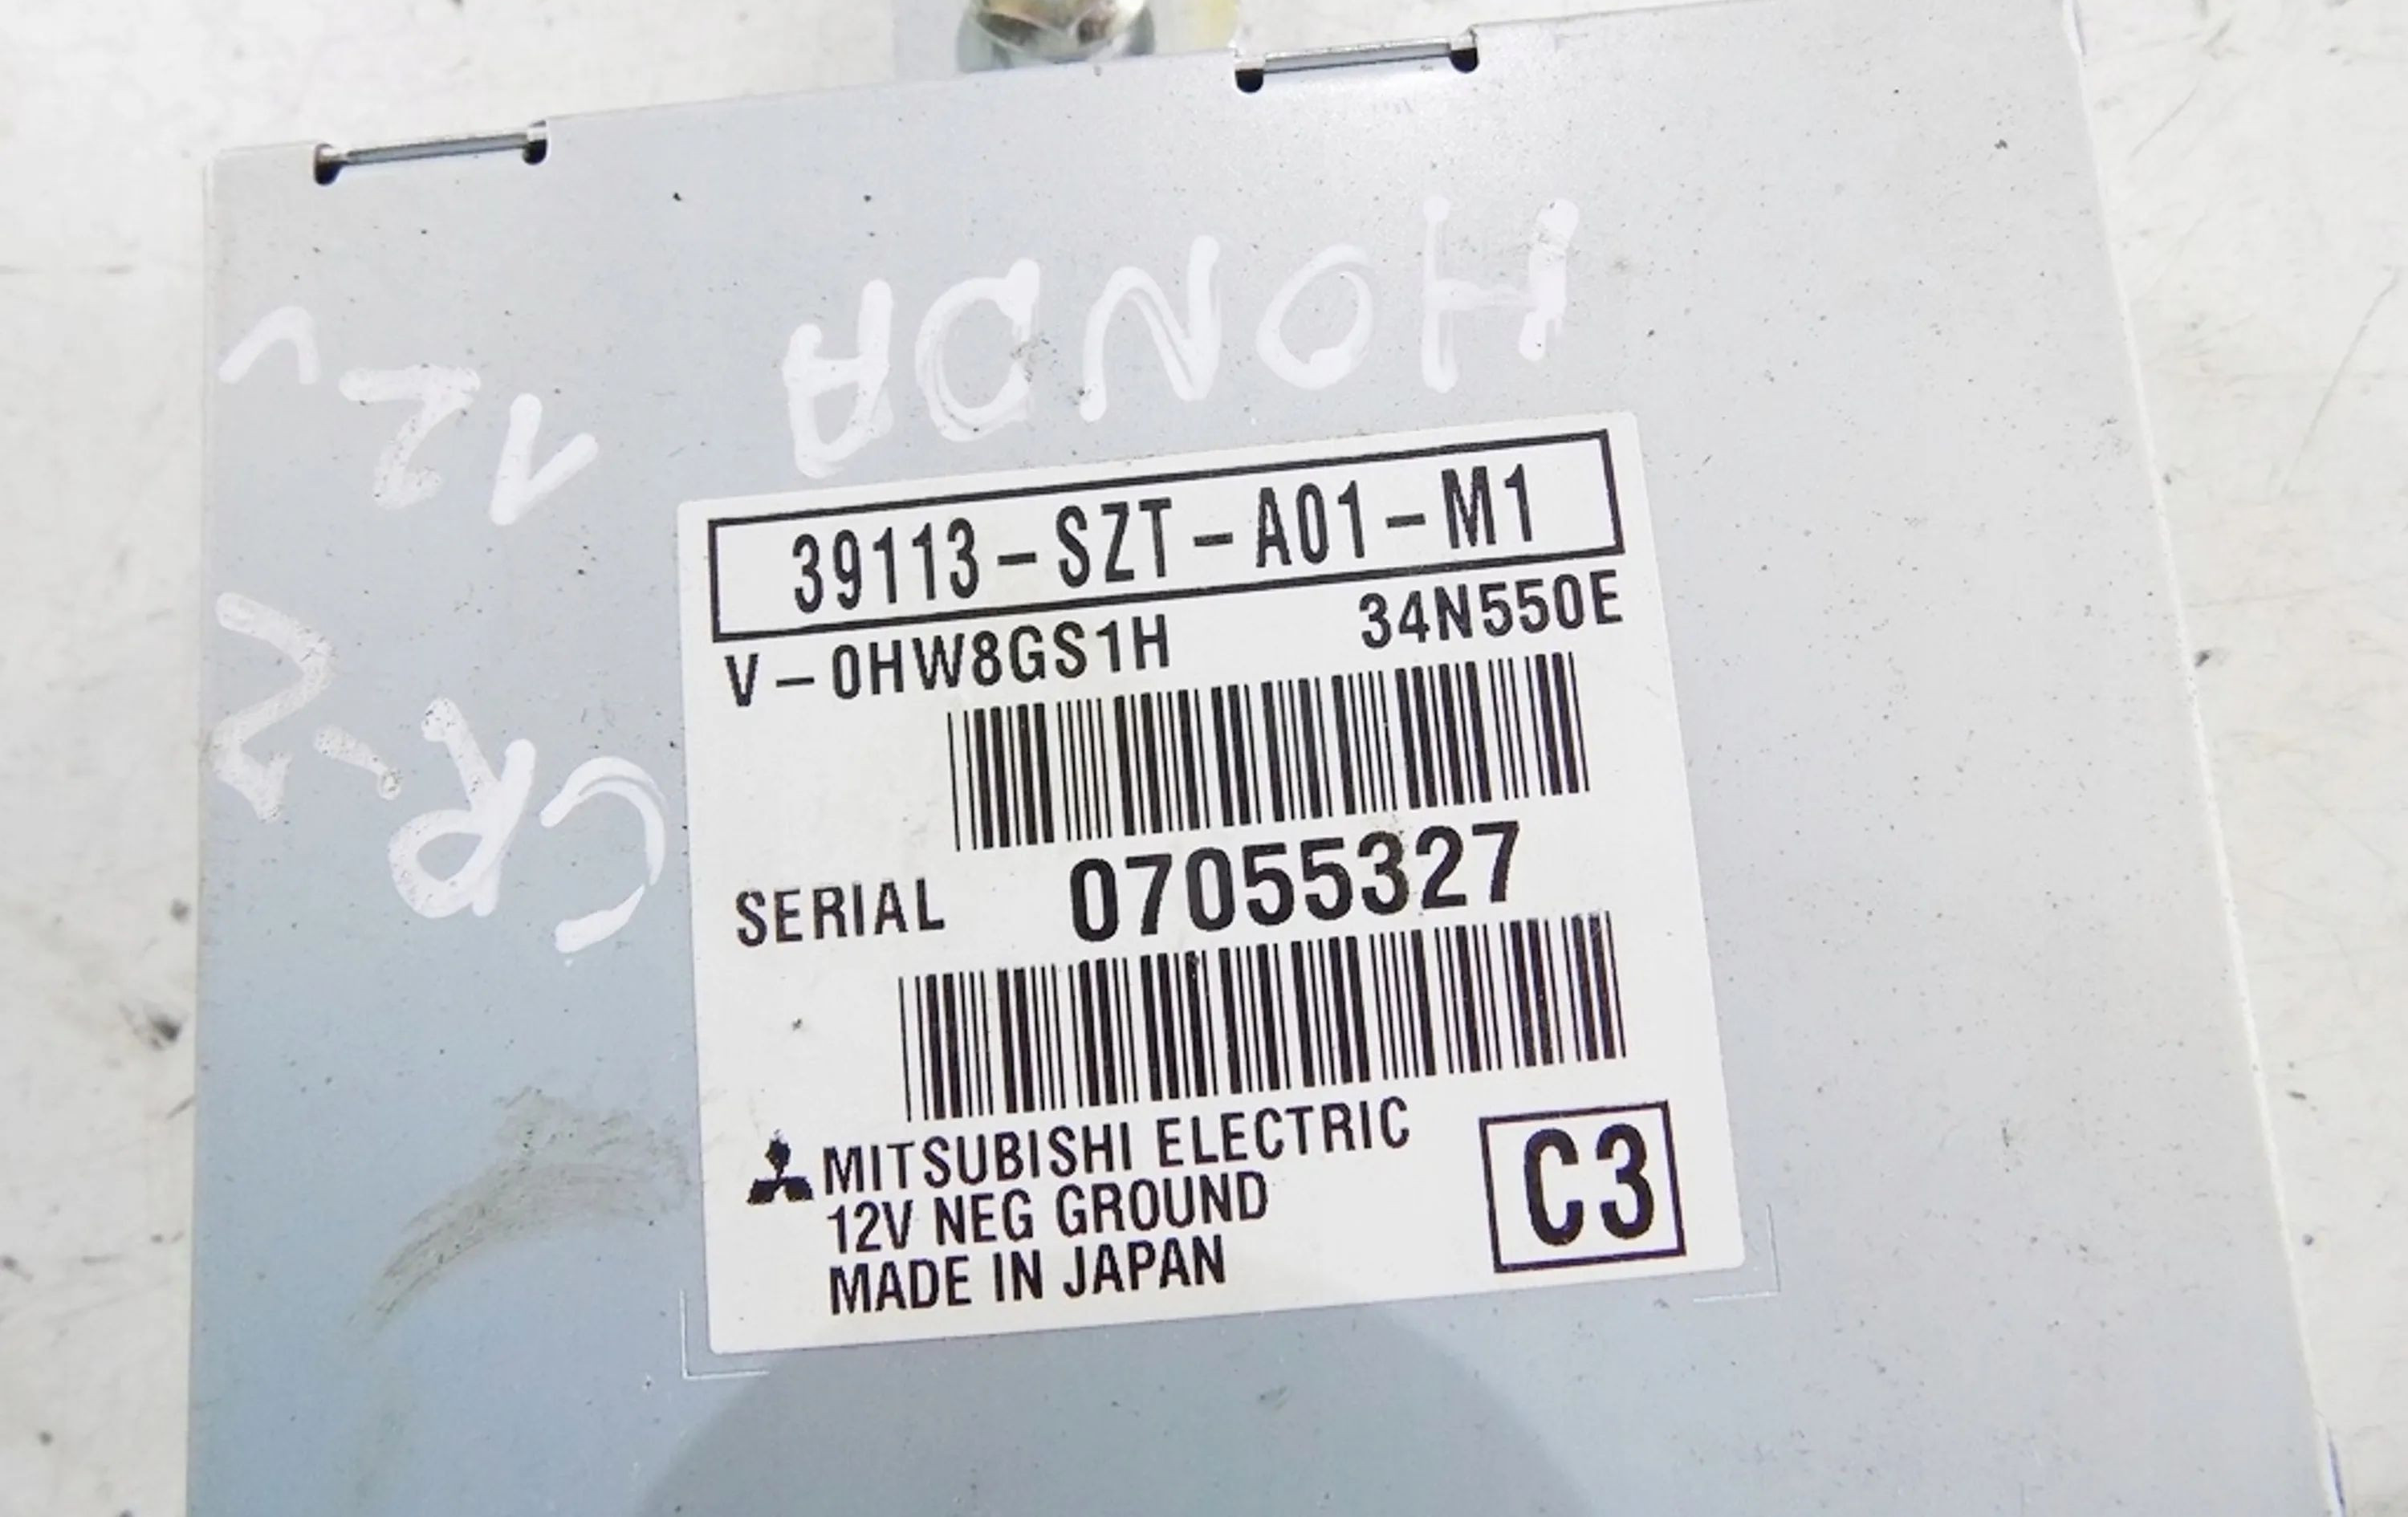 HONDA
CR-Z
12
39113-SZT-A01-M1
V-0HW8GS1H 34N550E
SERIAL 07055327
MITSUBISHI ELECTRIC
12V NEG GROUND
MADE IN JAPAN
C3